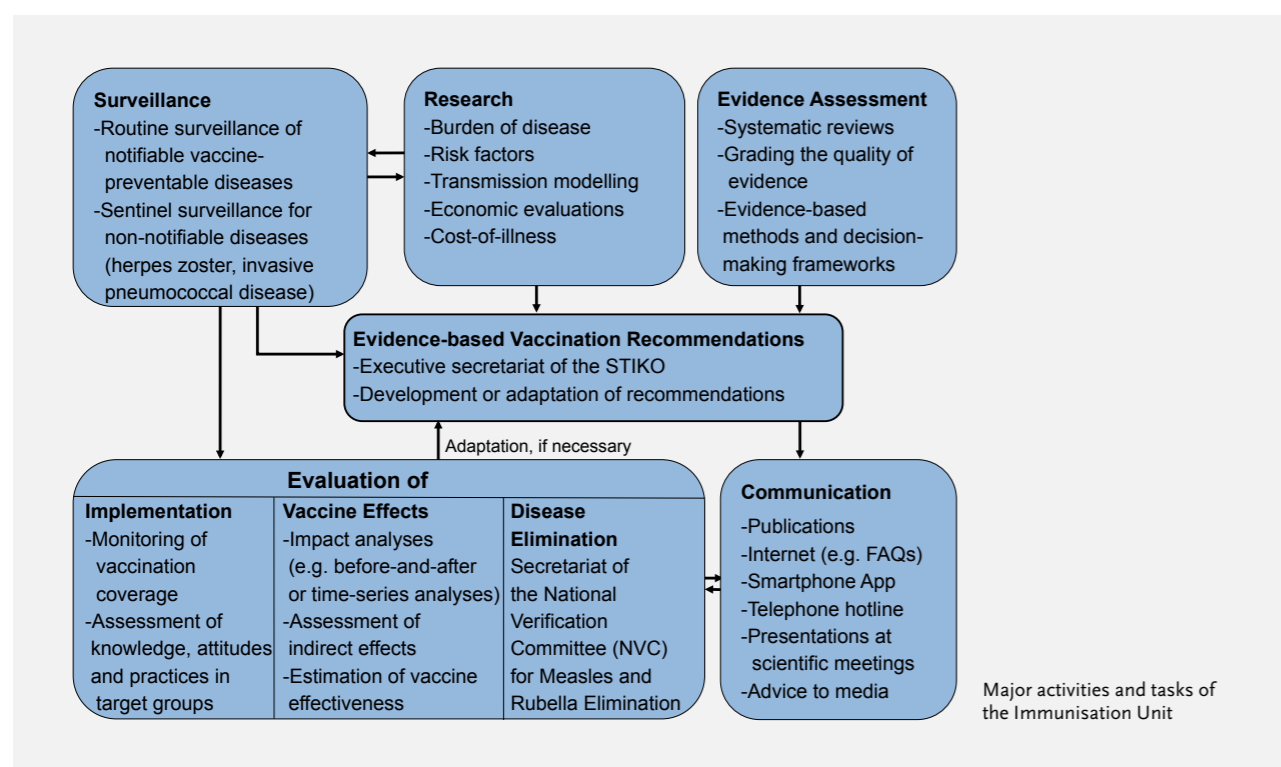 Surveillance
-Routine surveillance of
notifiable vaccine-
preventable diseases
-Sentinel surveillance for
non-notifiable diseases
(herpes zoster, invasive
pneumococcal disease)
Research
-Burden of disease
-Risk factors
-Transmission modelling
-Economic evaluations
-Cost-of-illness
Evidence Assessment
-Systematic reviews
-Grading the quality of
evidence
-Evidence-based
methods and decision-
making frameworks
Evidence-based Vaccination Recommendations
-Executive secretariat of the STIKO
-Development or adaptation of recommendations
Adaptation, if necessary
Evaluation of
Implementation
-Monitoring of
vaccination
coverage
-Assessment of
knowledge, attitudes
and practices in
target groups
Vaccine Effects
-Impact analyses
(e.g. before-and-after
or time-series analyses)
-Assessment of
indirect effects
-Estimation of vaccine
effectiveness
Disease
Elimination
Secretariat of
the National
Verification
Committee (NVC)
for Measles and
Rubella Elimination
Communication
-Publications
-Internet (e.g. FAQs)
-Smartphone App
-Telephone hotline
-Presentations at
scientific meetings
-Advice to media
Major activities and tasks of
the Immunisation Unit